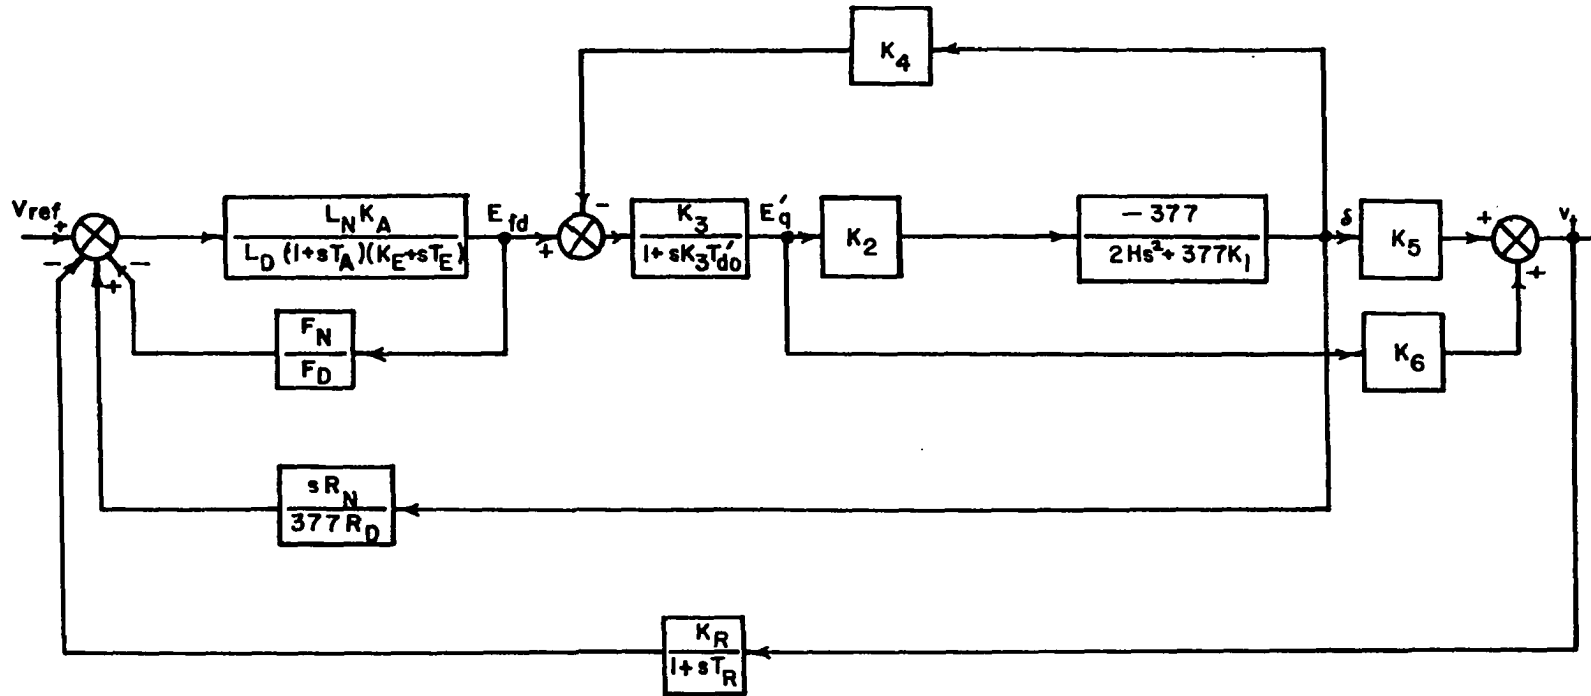 K4
Vref
+
-
+
-
LN KA
LD (1+sTA)(KE+sTE)
Efd
+
-
K3
1+sK3T'do
E'q
K2
-377
2Hs²+377K1
δ
K5
+
+
vt
FN
FD
K6
sRN
377RD
KR
1+sTR